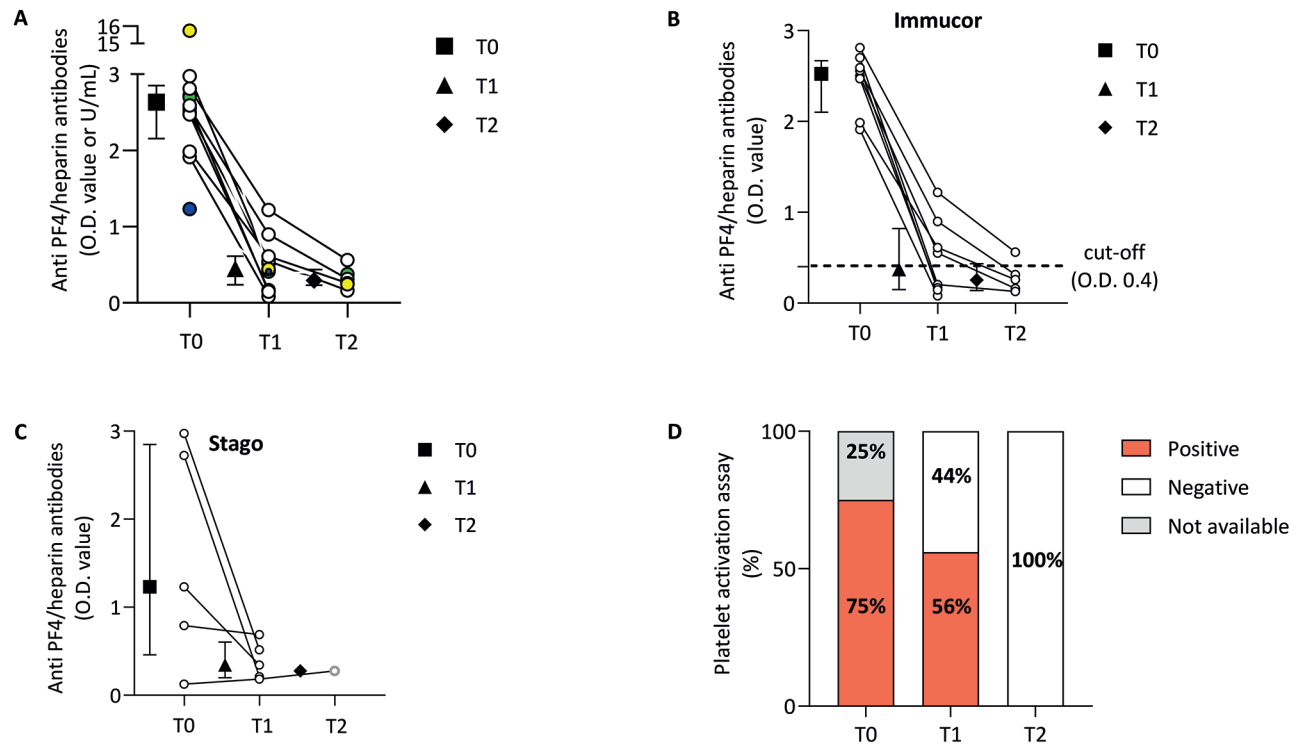 A
Anti PF4/heparin antibodies
(O.D. value or U/mL)
16
15
3
2
1
0
T0
T1
T2
T0
T1
T2
B
Immucor
Anti PF4/heparin antibodies
(O.D. value)
3
2
1
0
T0
T1
T2
cut-off
(O.D. 0.4)
T0
T1
T2
C
Stago
Anti PF4/heparin antibodies
(O.D. value)
3
2
1
0
T0
T1
T2
T0
T1
T2
D
Platelet activation assay
(%)
100
50
0
25%
75%
44%
56%
100%
T0
T1
T2
Positive
Negative
Not available